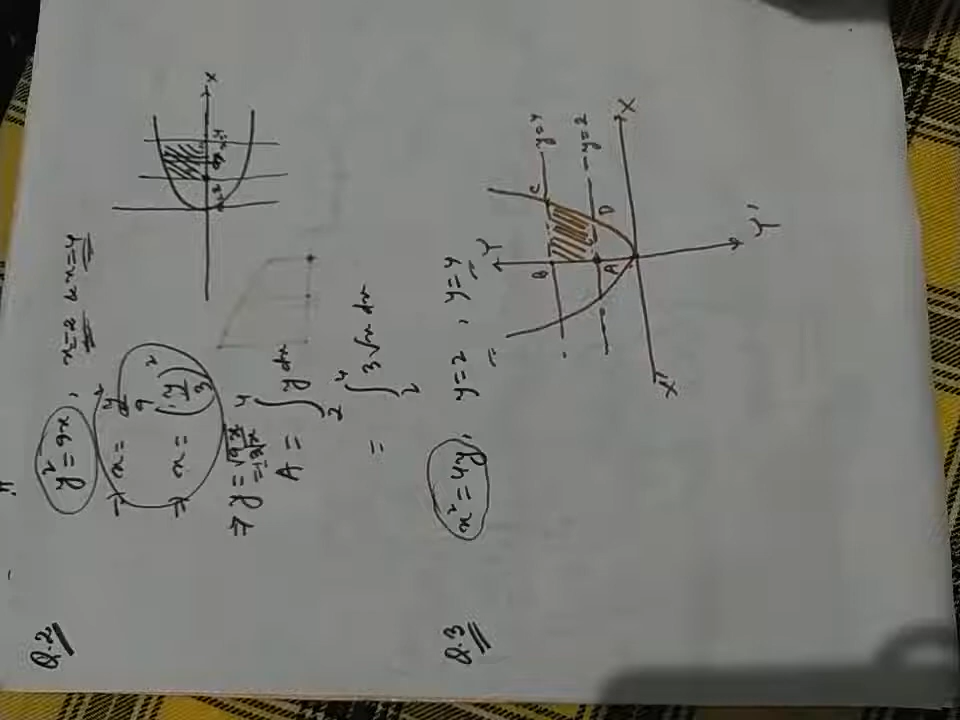 Q.2 y² = 9x, x=2 & x=4
⇒ x = y²/9
⇒ x = (y/3)²
⇒ y = √9x
= 3√x
A = ∫₂⁴ y dx
= ∫₂⁴ 3√x dx
X
Q.3 x² = 4y, y=2, y=4
Y
B
C
y=4
y=2
A
D
X
X'
Y'